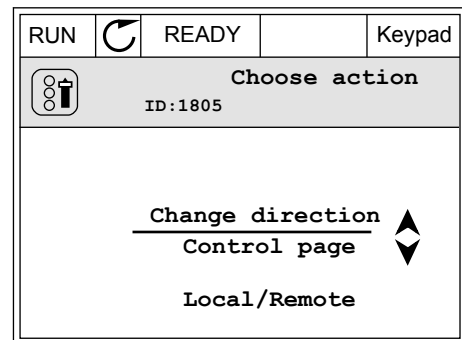 RUN READY Keypad
Choose action
ID:1805
Change direction
Control page
Local/Remote